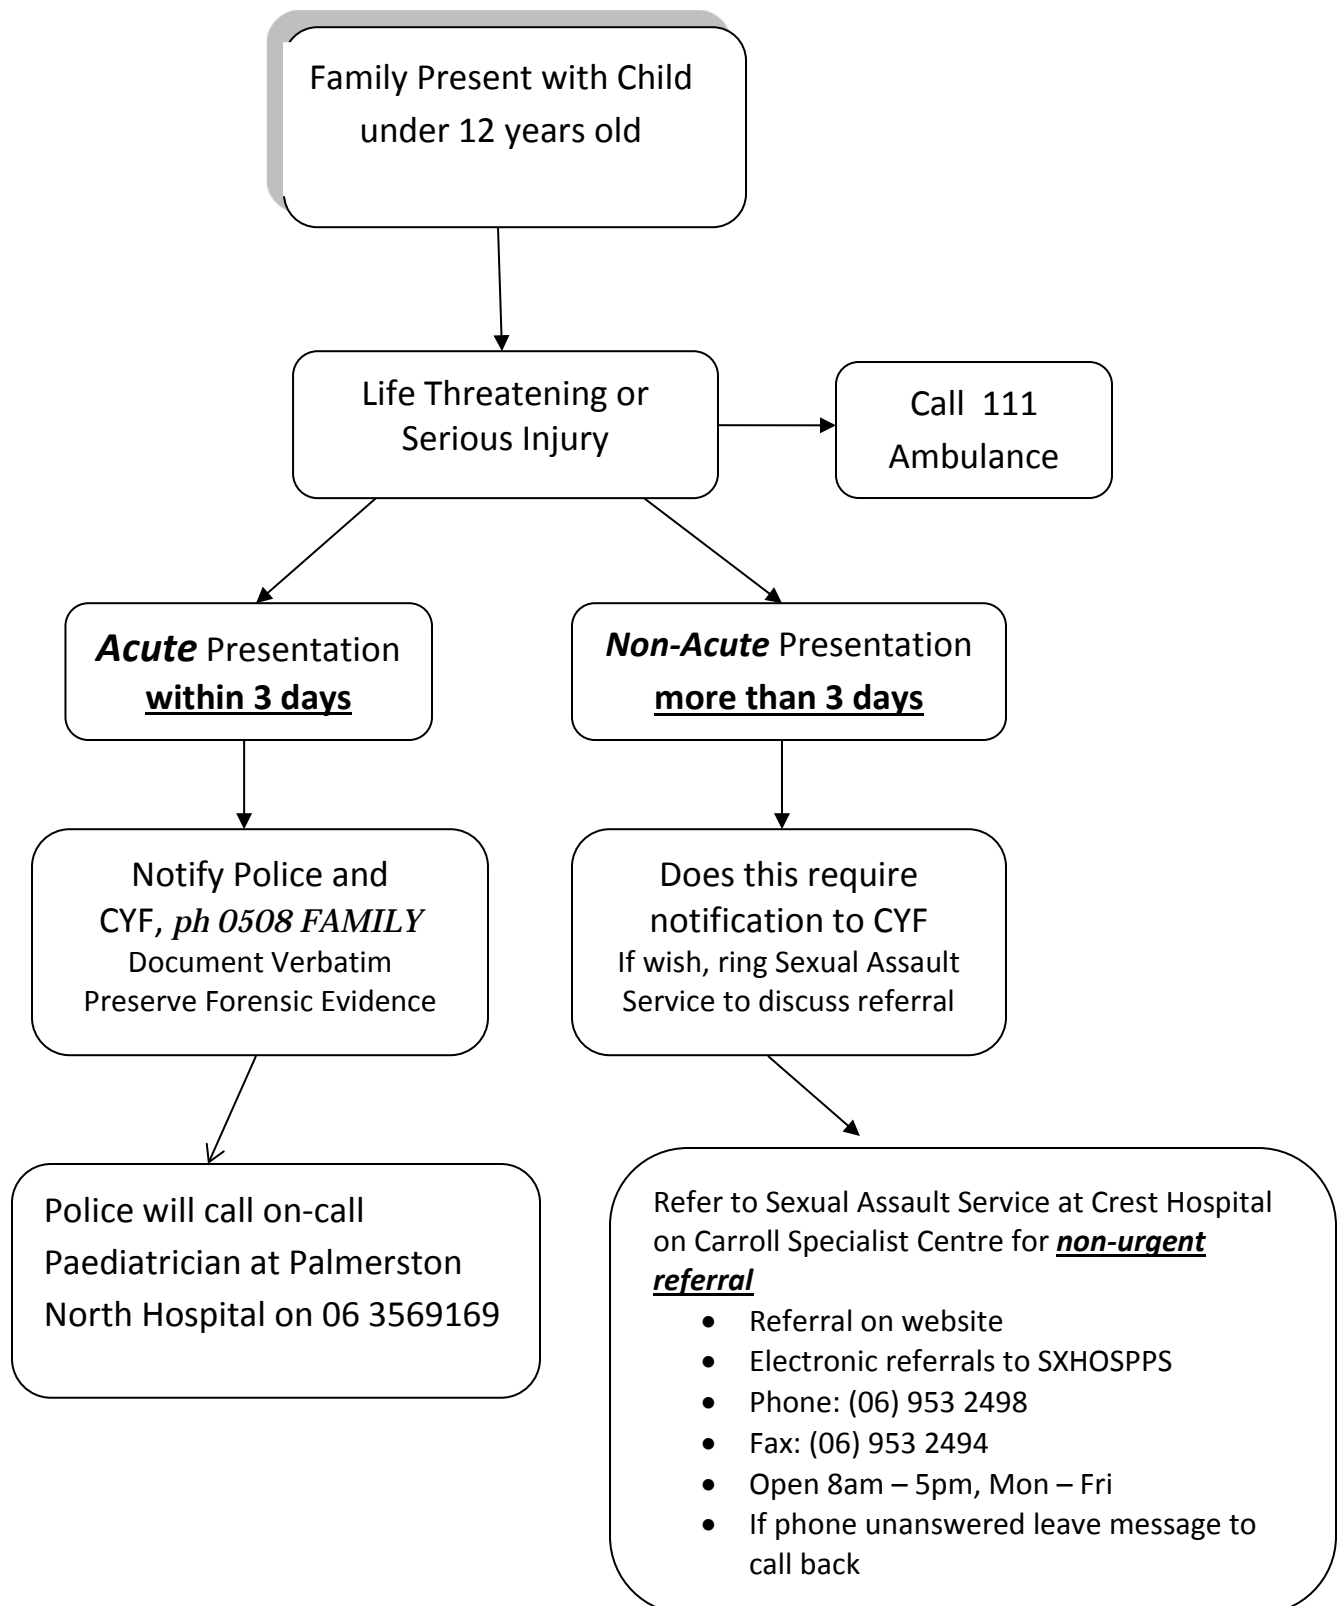 Family Present with Child
under 12 years old
Life Threatening or
Serious Injury
Call 111
Ambulance
Acute Presentation
within 3 days
Non-Acute Presentation
more than 3 days
Notify Police and
CYF, ph 0508 FAMILY
Document Verbatim
Preserve Forensic Evidence
Does this require
notification to CYF
If wish, ring Sexual Assault
Service to discuss referral
Police will call on-call
Paediatrician at Palmerston
North Hospital on 06 3569169
Refer to Sexual Assault Service at Crest Hospital
on Carroll Specialist Centre for non-urgent
referral
• Referral on website
• Electronic referrals to SXHOSPPS
• Phone: (06) 953 2498
• Fax: (06) 953 2494
• Open 8am – 5pm, Mon – Fri
• If phone unanswered leave message to
call back